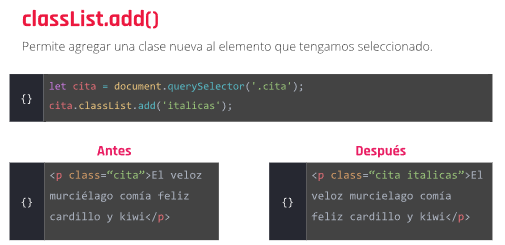 classList.add()
Permite agregar una clase nueva al elemento que tengamos seleccionado.
{}
let cita = document.querySelector('.cita');
cita.classList.add('italicas');
Antes
{}
<p class=“cita”>El veloz
murciélago comía feliz
cardillo y kiwi</p>
Después
{}
<p class=“cita italicas”>El
veloz murcielago comía
feliz cardillo y kiwi</p>